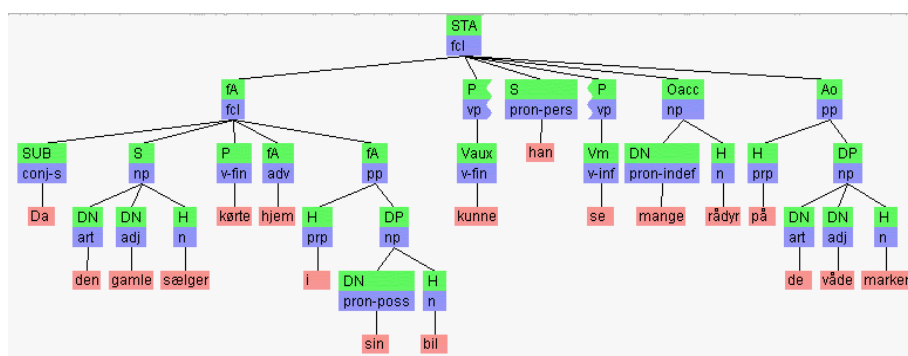 STA
fcl
fA P S P Oacc Ao
fcl vp pron-pers vp np pp
SUB S P fA fA Vaux han Vm DN H H DP
conj-s np v-fin adv pp v-fin v-inf pron-indef n prp np
Da DN DN H kørte hjem H DP kunne se mange rådyr på DN DN H
art adj n prp np art adj n
den gamle sælger i DN H de våde marker
pron-poss n
sin bil